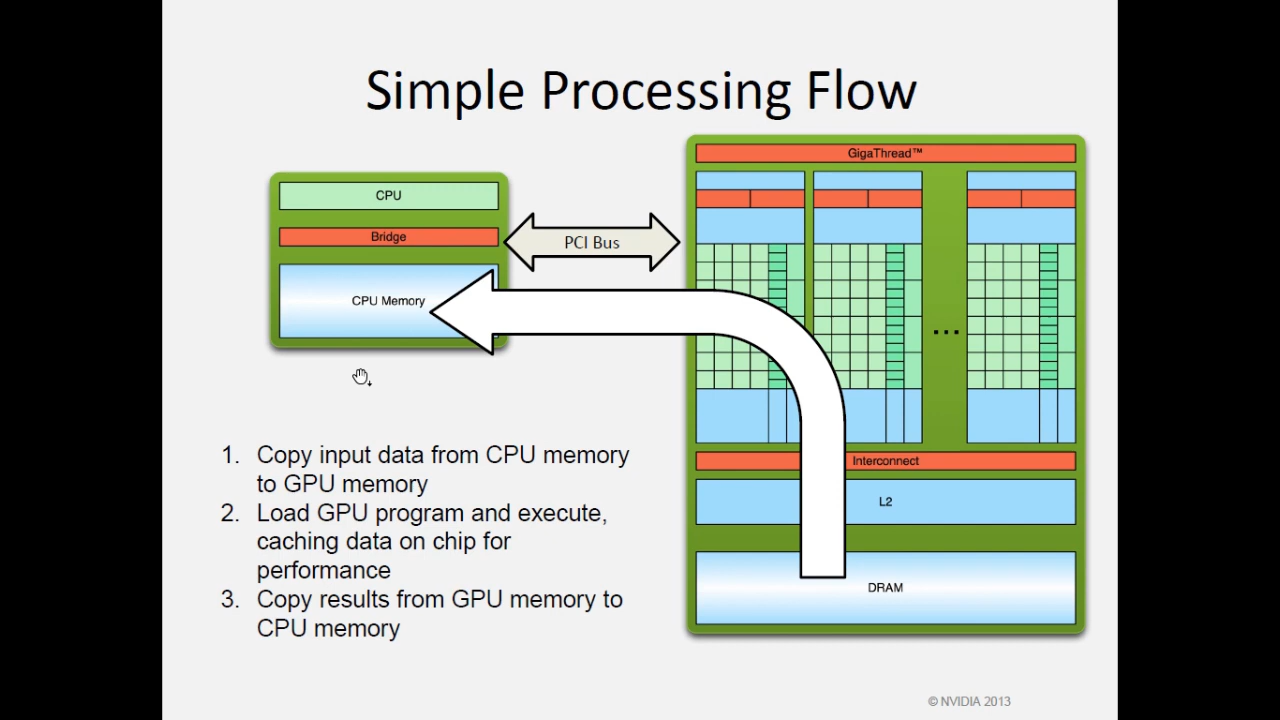 Simple Processing Flow
CPU
Bridge
CPU Memory
PCI Bus
GigaThread™
...
Interconnect
L2
DRAM
1. Copy input data from CPU memory
to GPU memory
2. Load GPU program and execute,
caching data on chip for
performance
3. Copy results from GPU memory to
CPU memory
© NVIDIA 2013